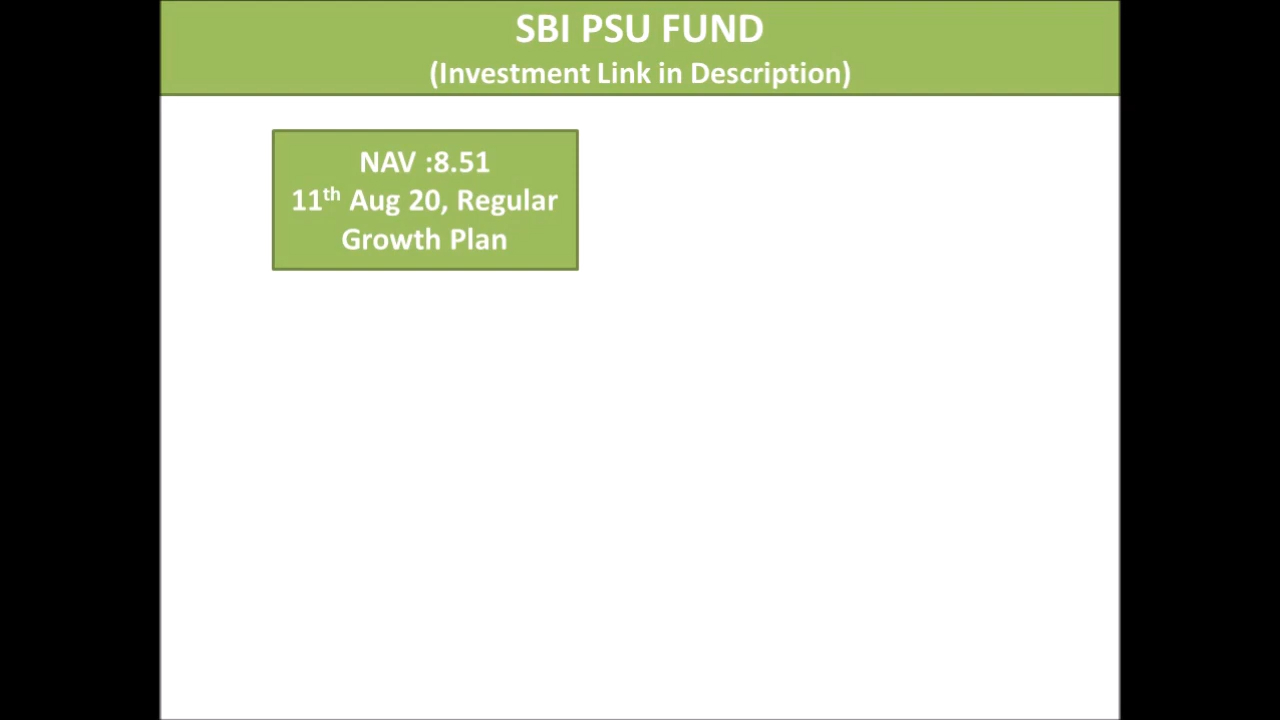 SBI PSU FUND
(Investment Link in Description)
NAV :8.51
11th Aug 20, Regular
Growth Plan